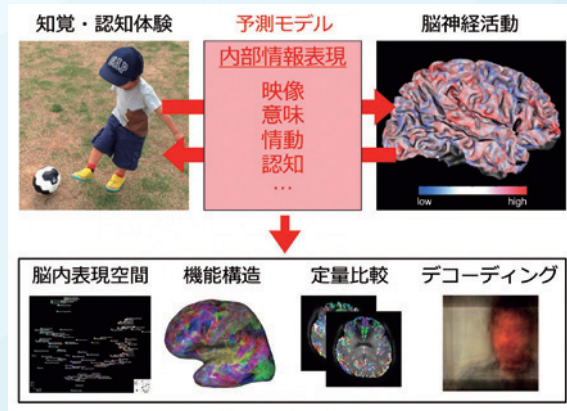 知覚・認知体験
予測モデル
脳神経活動
内部情報表現
映像
意味
情動
認知
…
GAP
low
high
脳内表現空間
機能構造
定量比較
デコーディング